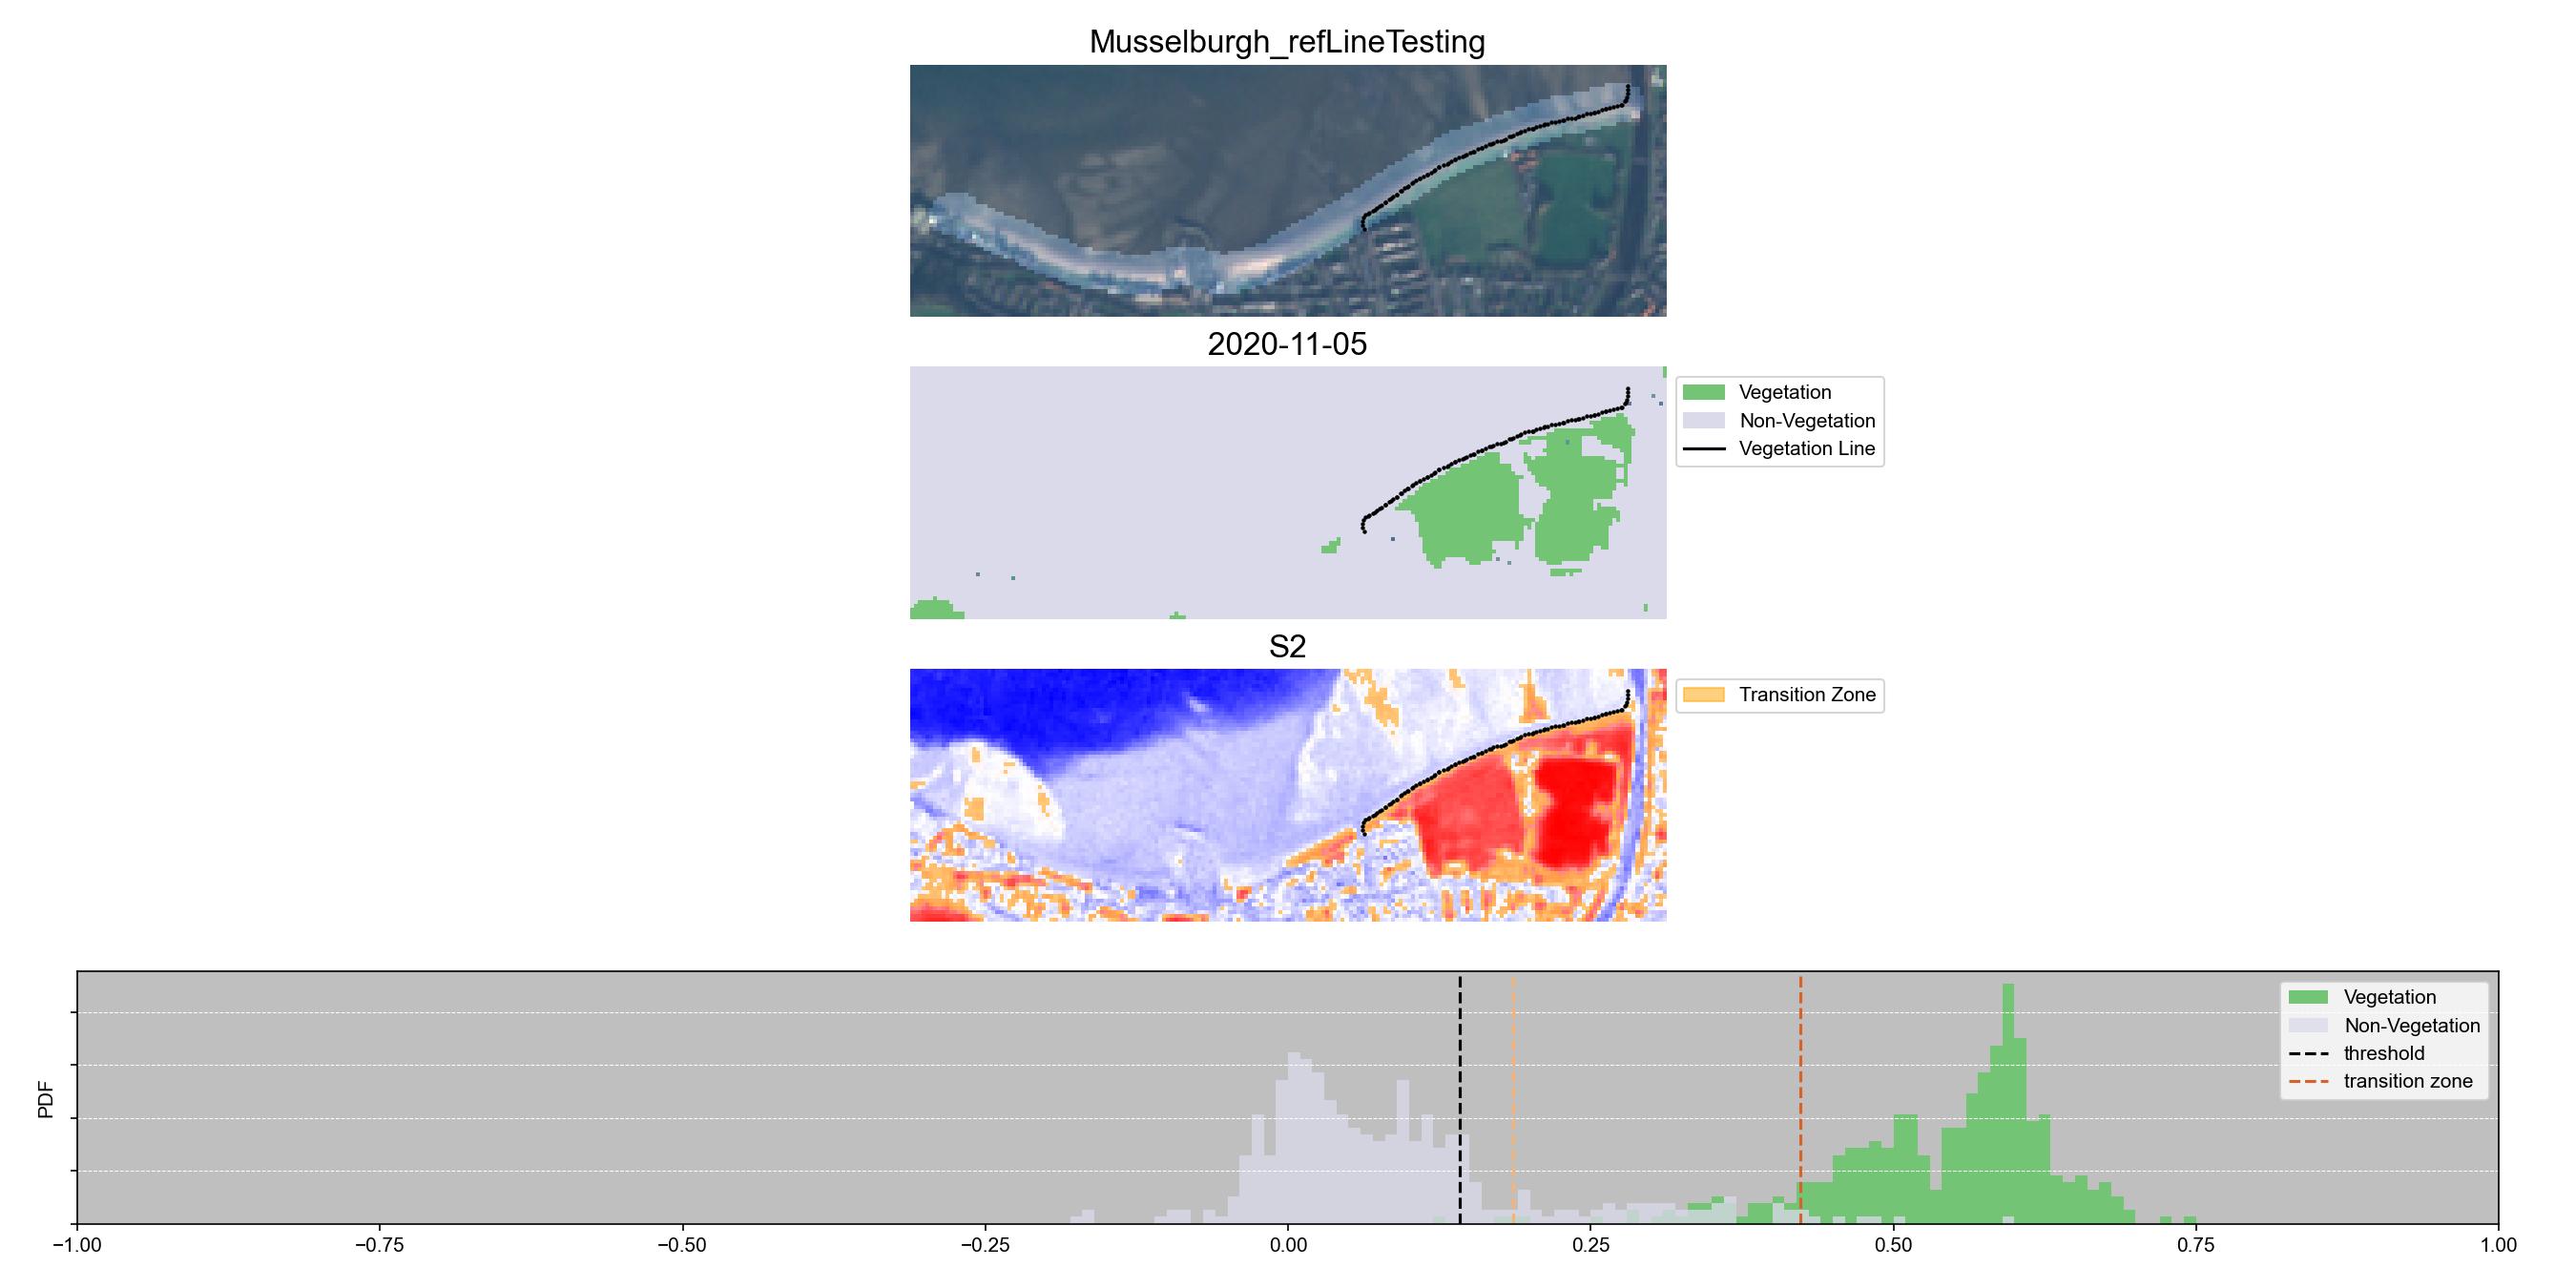 Musselburgh_refLineTesting
2020-11-05
Vegetation
Non-Vegetation
Vegetation Line
S2
Transition Zone
PDF
Vegetation
Non-Vegetation
threshold
transition zone
−1.00 −0.75 −0.50 −0.25 0.00 0.25 0.50 0.75 1.00